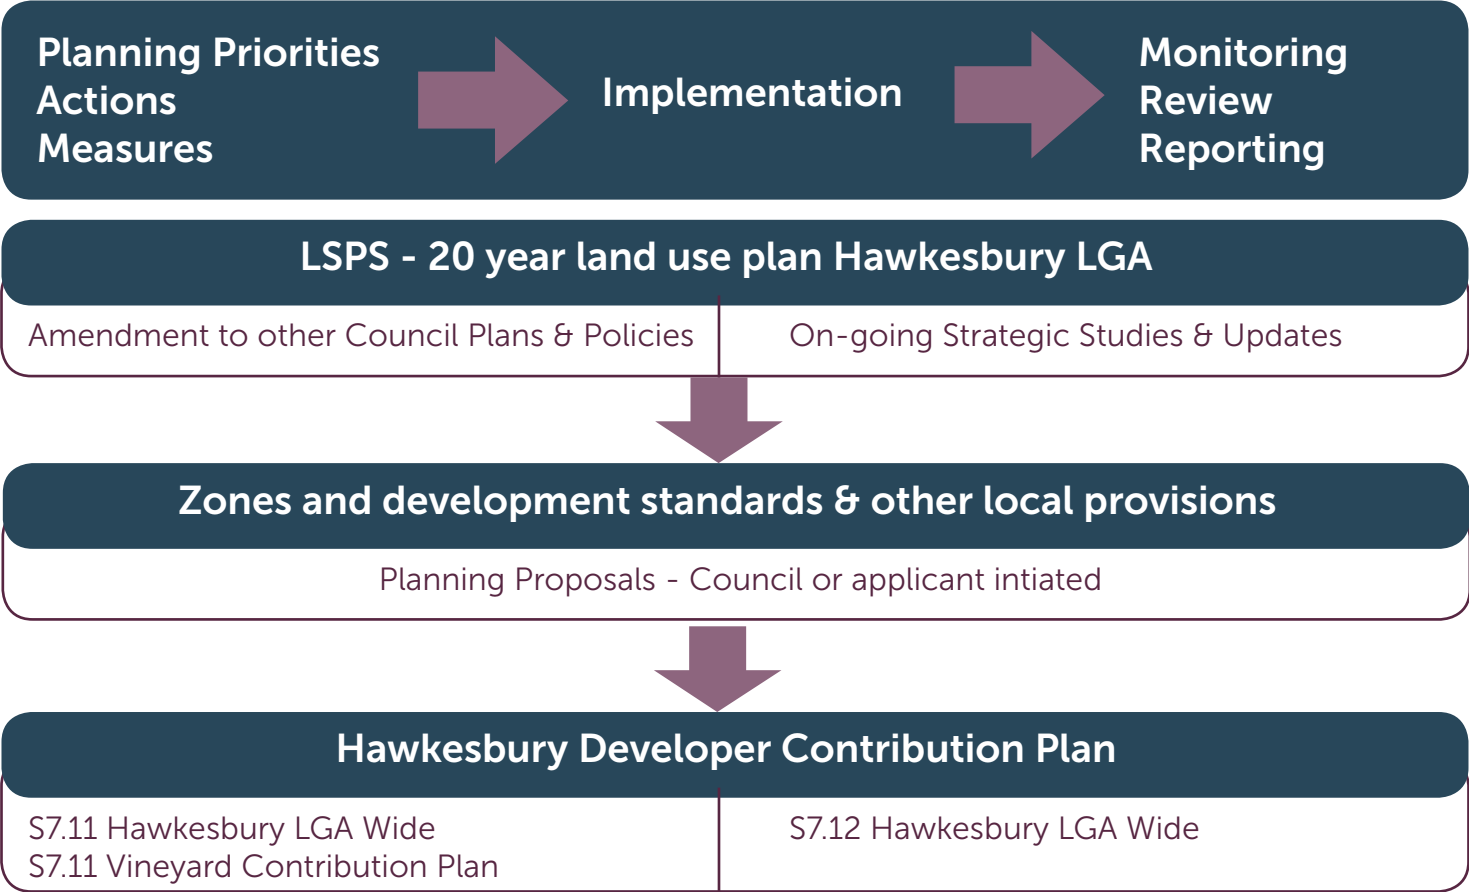 Planning Priorities
Actions
Measures
Implementation
Monitoring
Review
Reporting
LSPS - 20 year land use plan Hawkesbury LGA
Amendment to other Council Plans & Policies
On-going Strategic Studies & Updates
Zones and development standards & other local provisions
Planning Proposals - Council or applicant intiated
Hawkesbury Developer Contribution Plan
S7.11 Hawkesbury LGA Wide
S7.11 Vineyard Contribution Plan
S7.12 Hawkesbury LGA Wide